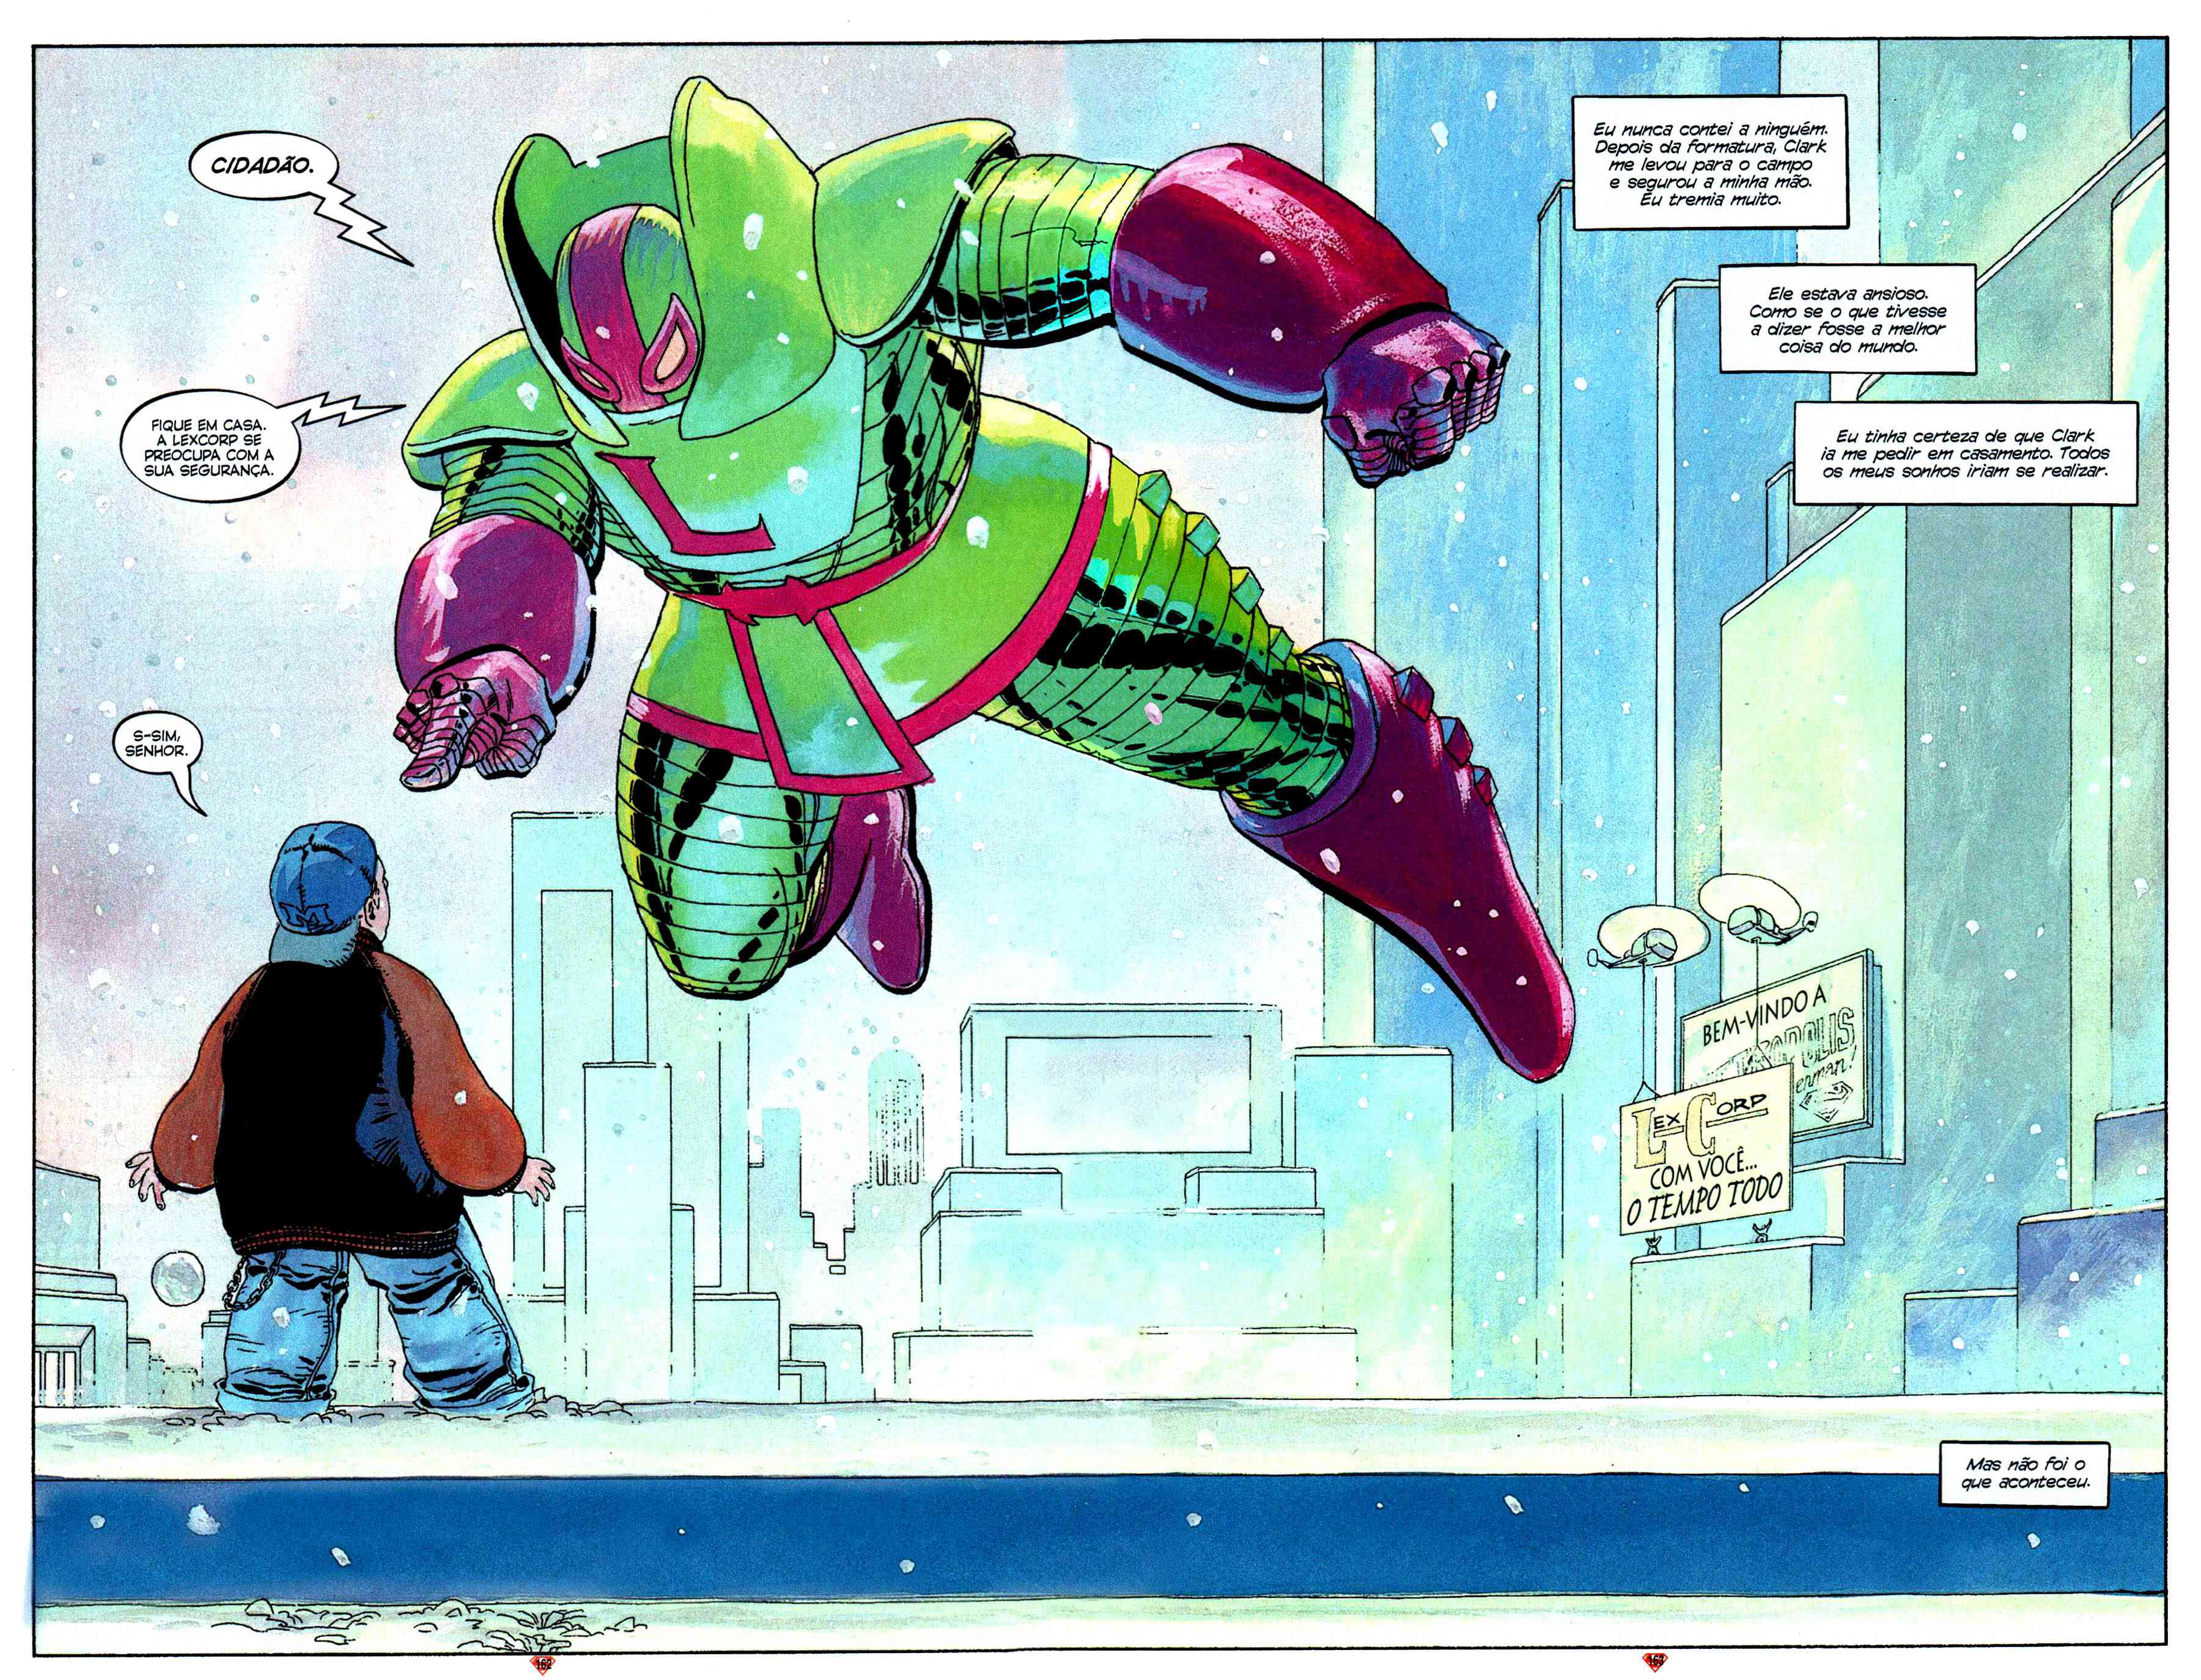 CIDADÃO.
FIQUE EM CASA.
A LEXCORP SE
PREOCUPA COM A
SUA SEGURANÇA.
S-SIM,
SENHOR.
Eu nunca contei a ninguém.
Depois da formatura, Clark
me levou para o campo
e segurou a minha mão.
Eu tremia muito.
Ele estava ansioso.
Como se o que tivesse
a dizer fosse a melhor
coisa do mundo.
Eu tinha certeza de que Clark
ia me pedir em casamento. Todos
os meus sonhos iriam se realizar.
L
M
BEM-VINDO A
LEXCORP
COM VOCÊ...
O TEMPO TODO
Mas não foi o
que aconteceu.
162
163